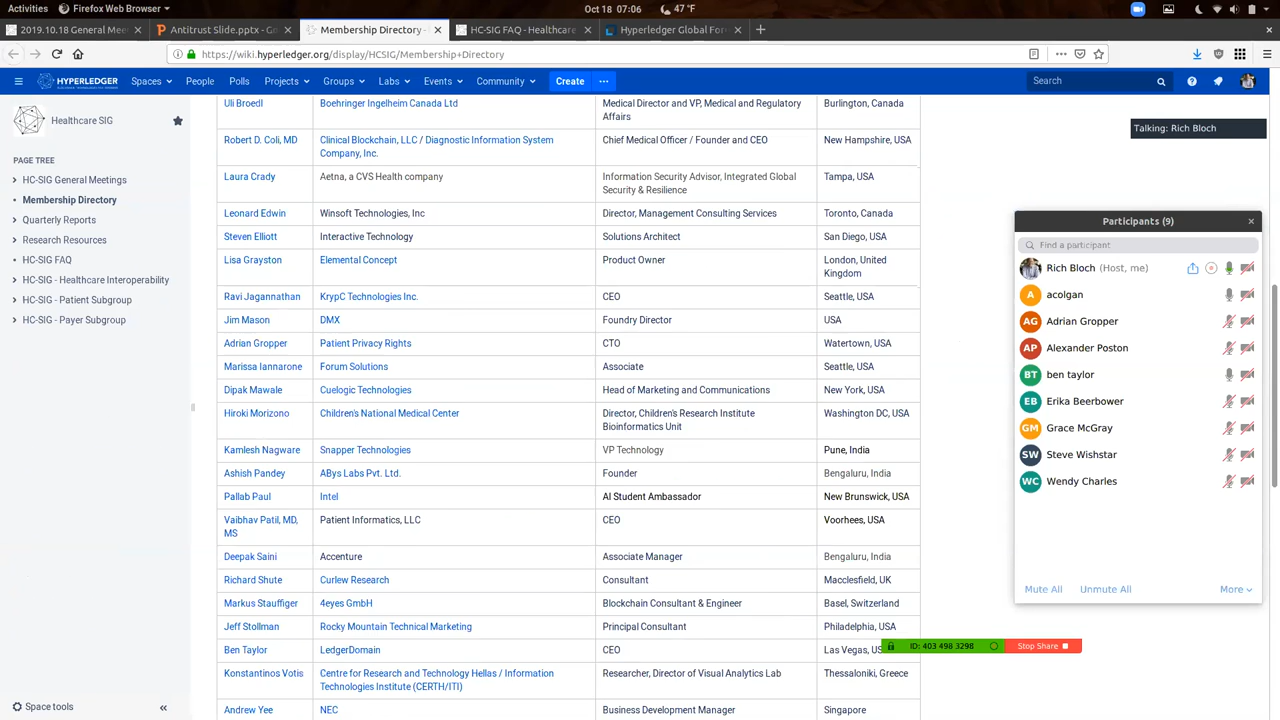 Activities Firefox Web Browser Oct 18 07:06 47 °F
2019.10.18 General Mee Antitrust Slide.pptx - Go Membership Directory - HC-SIG FAQ - Healthcare Hyperledger Global For
https://wiki.hyperledger.org/display/HCSIG/Membership+Directory
HYPERLEDGER Spaces People Polls Projects Groups Labs Events Community Create ... Search
Healthcare SIG
PAGE TREE
HC-SIG General Meetings
Membership Directory
Quarterly Reports
Research Resources
HC-SIG FAQ
HC-SIG - Healthcare Interoperability
HC-SIG - Patient Subgroup
HC-SIG - Payer Subgroup
Space tools
Uli Broedl Boehringer Ingelheim Canada Ltd Medical Director and VP, Medical and Regulatory Burlington, Canada
Affairs
Robert D. Coli, MD Clinical Blockchain, LLC / Diagnostic Information System Chief Medical Officer / Founder and CEO New Hampshire, USA
Company, Inc.
Laura Crady Aetna, a CVS Health company Information Security Advisor, Integrated Global Tampa, USA
Security & Resilience
Leonard Edwin Winsoft Technologies, Inc Director, Management Consulting Services Toronto, Canada
Steven Elliott Interactive Technology Solutions Architect San Diego, USA
Lisa Grayston Elemental Concept Product Owner London, United
Kingdom
Ravi Jagannathan KrypC Technologies Inc. CEO Seattle, USA
Jim Mason DMX Foundry Director USA
Adrian Gropper Patient Privacy Rights CTO Watertown, USA
Marissa Iannarone Forum Solutions Associate Seattle, USA
Dipak Mawale Cuelogic Technologies Head of Marketing and Communications New York, USA
Hiroki Morizono Children's National Medical Center Director, Children's Research Institute Washington DC, USA
Bioinformatics Unit
Kamlesh Nagware Snapper Technologies VP Technology Pune, India
Ashish Pandey ABys Labs Pvt. Ltd. Founder Bengaluru, India
Pallab Paul Intel AI Student Ambassador New Brunswick, USA
Vaibhav Patil, MD, Patient Informatics, LLC CEO Voorhees, USA
MS
Deepak Saini Accenture Associate Manager Bengaluru, India
Richard Shute Curlew Research Consultant Macclesfield, UK
Markus Stauffiger 4eyes GmbH Blockchain Consultant & Engineer Basel, Switzerland
Jeff Stollman Rocky Mountain Technical Marketing Principal Consultant Philadelphia, USA
Ben Taylor LedgerDomain CEO Las Vegas, US
Konstantinos Votis Centre for Research and Technology Hellas / Information Researcher, Director of Visual Analytics Lab Thessaloniki, Greece
Technologies Institute (CERTH/ITI)
Andrew Yee NEC Business Development Manager Singapore
Talking: Rich Bloch
Participants (9)
Find a participant
Rich Bloch (Host, me)
A acolgan
AG Adrian Gropper
AP Alexander Poston
BT ben taylor
EB Erika Beerbower
GM Grace McGray
SW Steve Wishstar
WC Wendy Charles
Mute All Unmute All More
ID: 403 498 3298 Stop Share